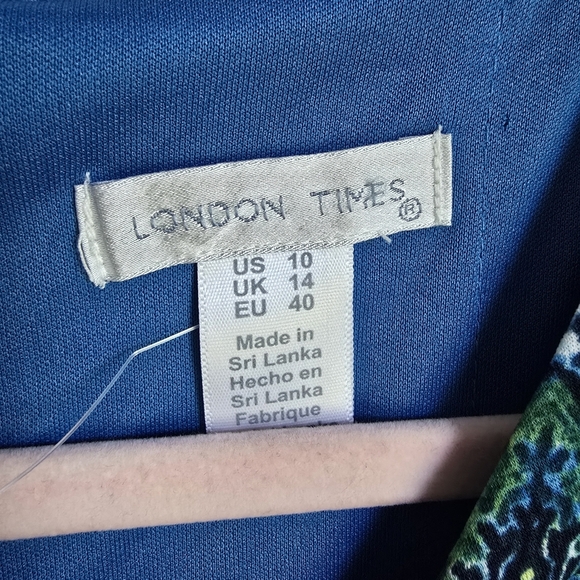 LONDON TIMES®
US 10
UK 14
EU 40
Made in
Sri Lanka
Hecho en
Sri Lanka
Fabrique